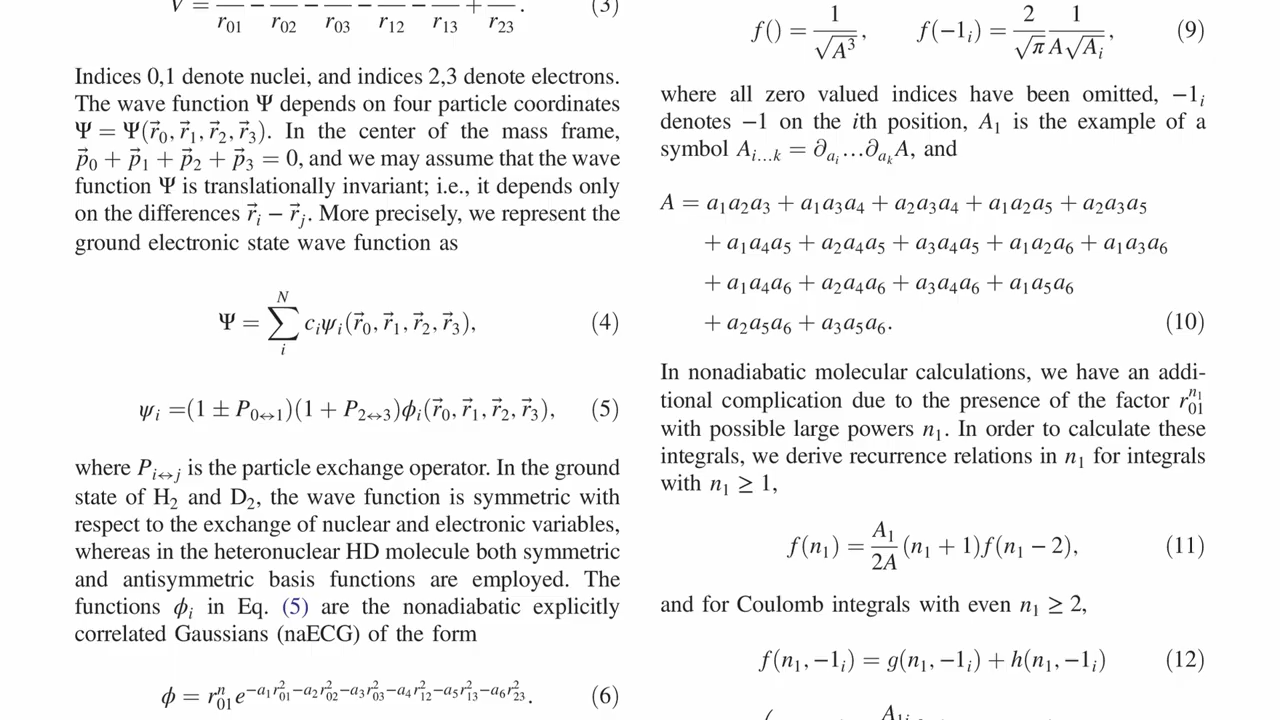 V = 1/r₀₁ − 1/r₀₂ − 1/r₀₃ − 1/r₁₂ − 1/r₁₃ + 1/r₂₃. (3)
Indices 0,1 denote nuclei, and indices 2,3 denote electrons.
The wave function Ψ depends on four particle coordinates
Ψ = Ψ(r⃗₀, r⃗₁, r⃗₂, r⃗₃). In the center of the mass frame,
p⃗₀ + p⃗₁ + p⃗₂ + p⃗₃ = 0, and we may assume that the wave
function Ψ is translationally invariant; i.e., it depends only
on the differences r⃗ᵢ − r⃗ⱼ. More precisely, we represent the
ground electronic state wave function as
Ψ = ∑ᵢᴺ cᵢψᵢ(r⃗₀, r⃗₁, r⃗₂, r⃗₃), (4)
ψᵢ =(1 ± P₀↔₁)(1 + P₂↔₃)ϕᵢ(r⃗₀, r⃗₁, r⃗₂, r⃗₃), (5)
where Pᵢ↔ⱼ is the particle exchange operator. In the ground
state of H₂ and D₂, the wave function is symmetric with
respect to the exchange of nuclear and electronic variables,
whereas in the heteronuclear HD molecule both symmetric
and antisymmetric basis functions are employed. The
functions ϕᵢ in Eq. (5) are the nonadiabatic explicitly
correlated Gaussians (naECG) of the form
ϕ = r₀₁ⁿ e^(−a₁r₀₁²−a₂r₀₂²−a₃r₀₃²−a₄r₁₂²−a₅r₁₃²−a₆r₂₃²). (6)
f() = 1/√A³, f(−1ᵢ) = 2/√π 1/(A√Aᵢ), (9)
where all zero valued indices have been omitted, −1ᵢ
denotes −1 on the ith position, A₁ is the example of a
symbol Aᵢ…ₖ = ∂ₐᵢ…∂ₐₖA, and
A = a₁a₂a₃ + a₁a₃a₄ + a₂a₃a₄ + a₁a₂a₅ + a₂a₃a₅
+ a₁a₄a₅ + a₂a₄a₅ + a₃a₄a₅ + a₁a₂a₆ + a₁a₃a₆
+ a₁a₄a₆ + a₂a₄a₆ + a₃a₄a₆ + a₁a₅a₆
+ a₂a₅a₆ + a₃a₅a₆. (10)
In nonadiabatic molecular calculations, we have an addi-
tional complication due to the presence of the factor r₀₁^n₁
with possible large powers n₁. In order to calculate these
integrals, we derive recurrence relations in n₁ for integrals
with n₁ ≥ 1,
f(n₁) = A₁/2A (n₁ + 1)f(n₁ − 2), (11)
and for Coulomb integrals with even n₁ ≥ 2,
f(n₁, −1ᵢ) = g(n₁, −1ᵢ) + h(n₁, −1ᵢ) (12)
A₁ᵢ